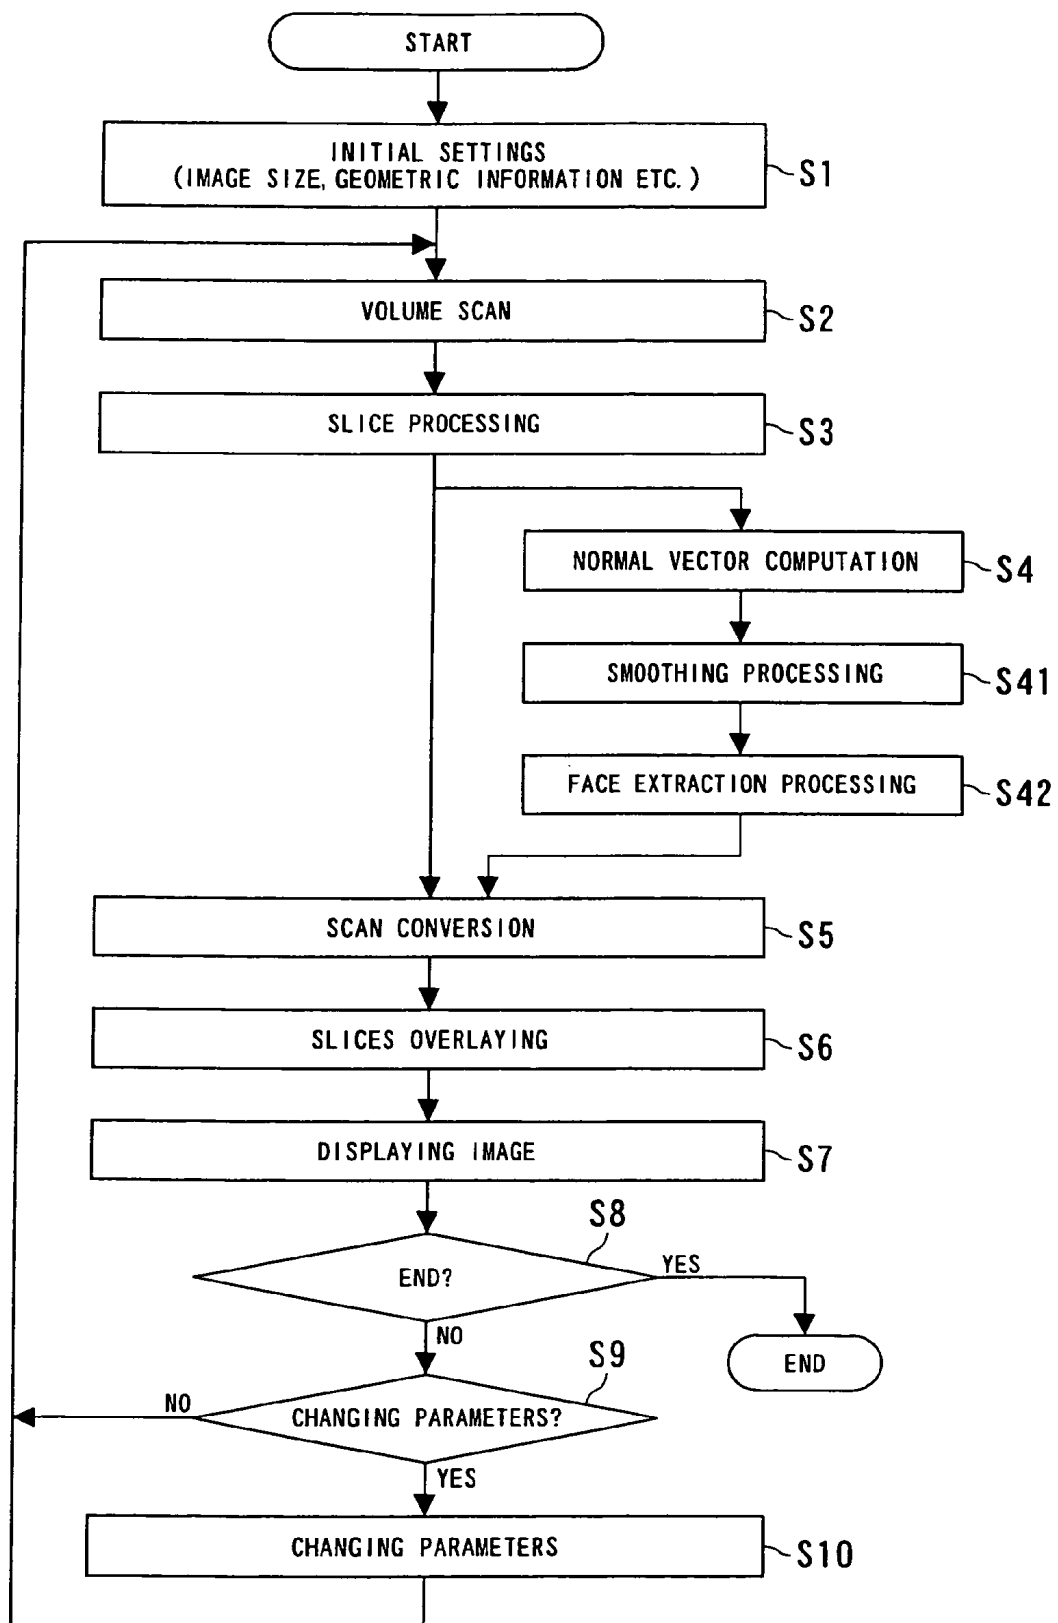 START
INITIAL SETTINGS
(IMAGE SIZE, GEOMETRIC INFORMATION ETC.)
S1
VOLUME SCAN
S2
SLICE PROCESSING
S3
NORMAL VECTOR COMPUTATION
S4
SMOOTHING PROCESSING
S41
FACE EXTRACTION PROCESSING
S42
SCAN CONVERSION
S5
SLICES OVERLAYING
S6
DISPLAYING IMAGE
S7
S8
END?
YES
NO
END
S9
NO
CHANGING PARAMETERS?
YES
CHANGING PARAMETERS
S10